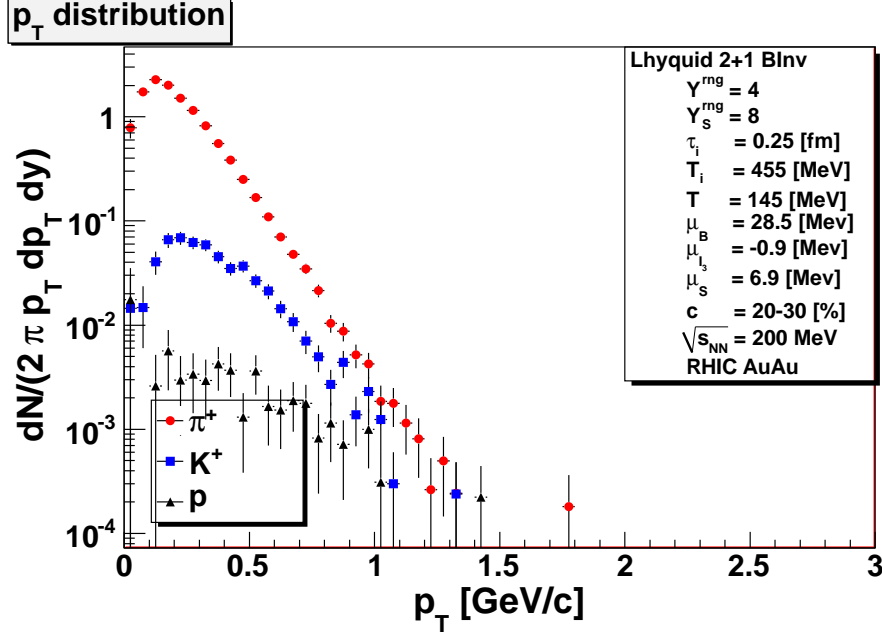 p_T distribution
dN/(2 π p_T dp_T dy)
1
10^-1
10^-2
10^-3
10^-4
0 0.5 1 1.5 2 2.5 3
p_T [GeV/c]
π^+
K^+
p
Lhyquid 2+1 BInv
Y^rng = 4
Y_S^rng = 8
τ_i = 0.25 [fm]
T_i = 455 [MeV]
T = 145 [MeV]
μ_B = 28.5 [Mev]
μ_I_3 = -0.9 [Mev]
μ_S = 6.9 [Mev]
c = 20-30 [%]
√s_NN = 200 MeV
RHIC AuAu